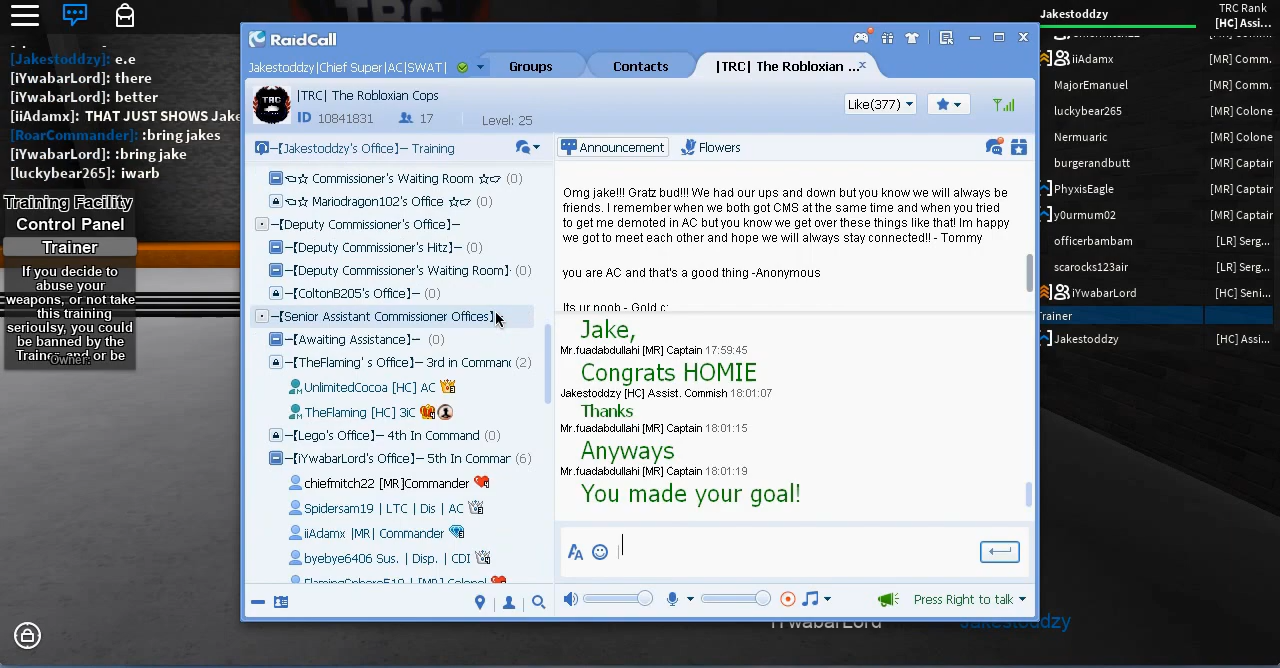 [Jakestoddzy]: e.e
[iYwabarLord]: there
[iYwabarLord]: better
[iiAdamx]: THAT JUST SHOWS Jake
[RoarCommander]: :bring jakes
[iYwabarLord]: :bring jake
[luckybear265]: iwarb
Training Facility
Control Panel
Trainer
If you decide to
abuse your
weapons, or not take
this training
serioulsy, you could
be banned by the
Owner:
RaidCall
Jakestoddzy|Chief Super|AC|SWAT|
Groups
Contacts
|TRC| The Robloxian ...
TRC
|TRC| The Robloxian Cops
ID 10841831
17
Level: 25
Like(377)
—【Jakestoddzy's Office】— Training
Commissioner's Waiting Room (0)
Mariodragon102's Office (0)
—【Deputy Commissioner's Office】—
—【Deputy Commissioner's Hitz】— (0)
—【Deputy Commissioner's Waiting Room】 (0)
—【ColtonB205's Office】— (0)
—【Senior Assistant Commissioner Offices】
—【Awaiting Assistance】— (0)
—【TheFlaming' s Office】— 3rd in Comman (2)
UnlimitedCocoa [HC] AC
TheFlaming [HC] 3iC
—【Lego's Office】— 4th In Command (0)
—【iYwabarLord's Office】— 5th In Comman (6)
chiefmitch22 [MR]Commander
Spidersam19 | LTC | Dis | AC
iiAdamx |MR| Commander
byebye6406 Sus. | Disp. | CDI
Announcement
Flowers
Omg jake!!! Gratz bud!!! We had our ups and down but you know we will always be
friends. I remember when we both got CMS at the same time and when you tried
to get me demoted in AC but you know we get over these things like that! Im happy
we got to meet each other and hope we will always stay connected!! - Tommy
you are AC and that's a good thing -Anonymous
Its ur noob - Gold c:
Jake,
Mr.fuadabdullahi [MR] Captain 17:59:45
Congrats HOMIE
Jakestoddzy [HC] Assist. Commish 18:01:07
Thanks
Mr.fuadabdullahi [MR] Captain 18:01:15
Anyways
Mr.fuadabdullahi [MR] Captain 18:01:19
You made your goal!
Press Right to talk
Jakestoddzy
TRC Rank
[HC] Assi...
iiAdamx [MR] Comm.
MajorEmanuel [MR] Comm.
luckybear265 [MR] Colone
Nermuaric [MR] Colone
burgerandbutt [MR] Captain
PhyxisEagle [MR] Captain
y0urmum02 [MR] Captain
officerbambam [LR] Serg...
scarocks123air [LR] Serg...
iYwabarLord [HC] Seni...
Trainer
Jakestoddzy [HC] Assi...
iYwabarLord
Jakestoddzy